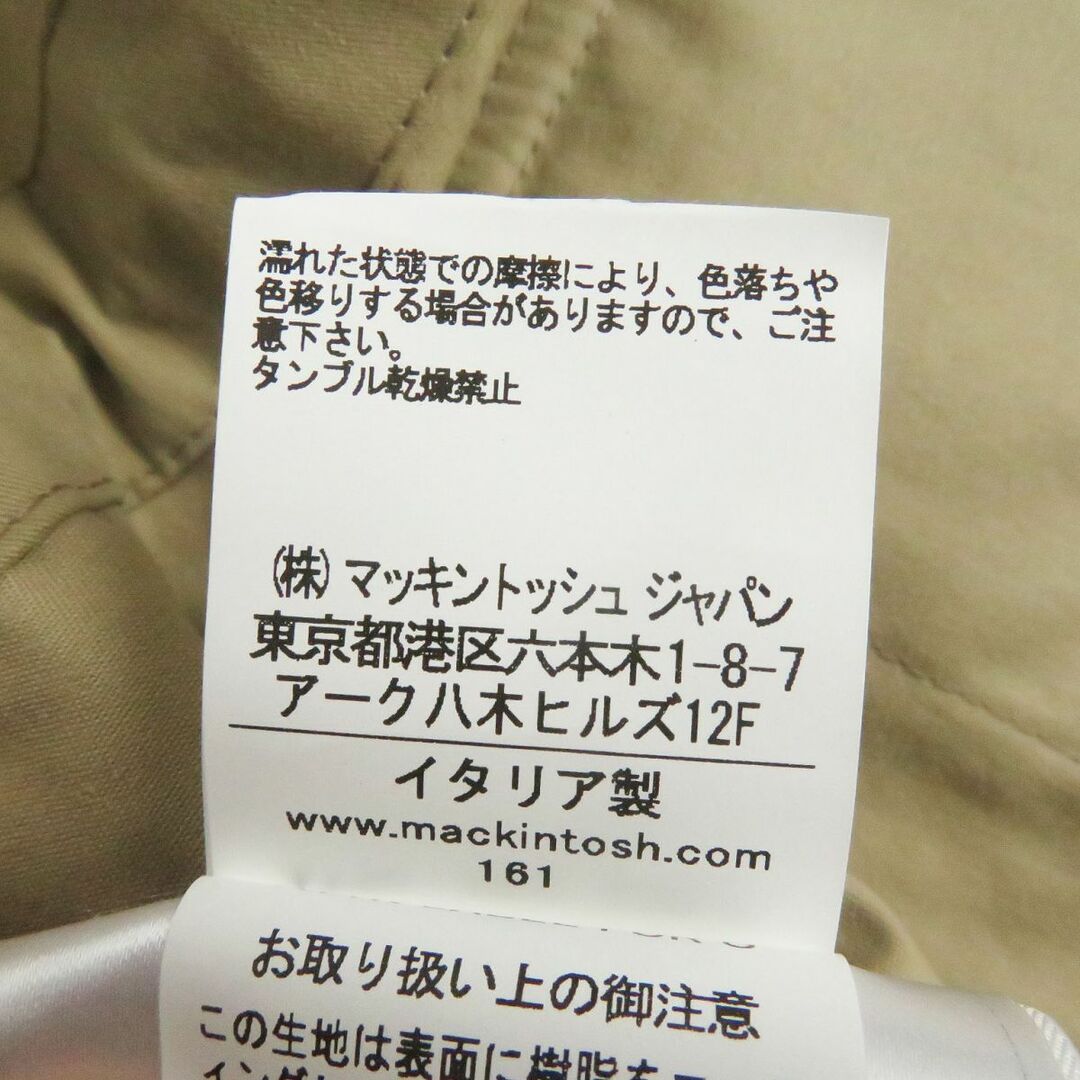 濡れた状態での摩擦により、色落ちや
色移りする場合がありますので、ご注
意下さい。
タンブル乾燥禁止
(株) マッキントッシュ ジャパン
東京都港区六本木1-8-7
アーク八木ヒルズ12F
イタリア製
www.mackintosh.com
161
お取り扱い上の御注意
この生地は表面に樹脂を